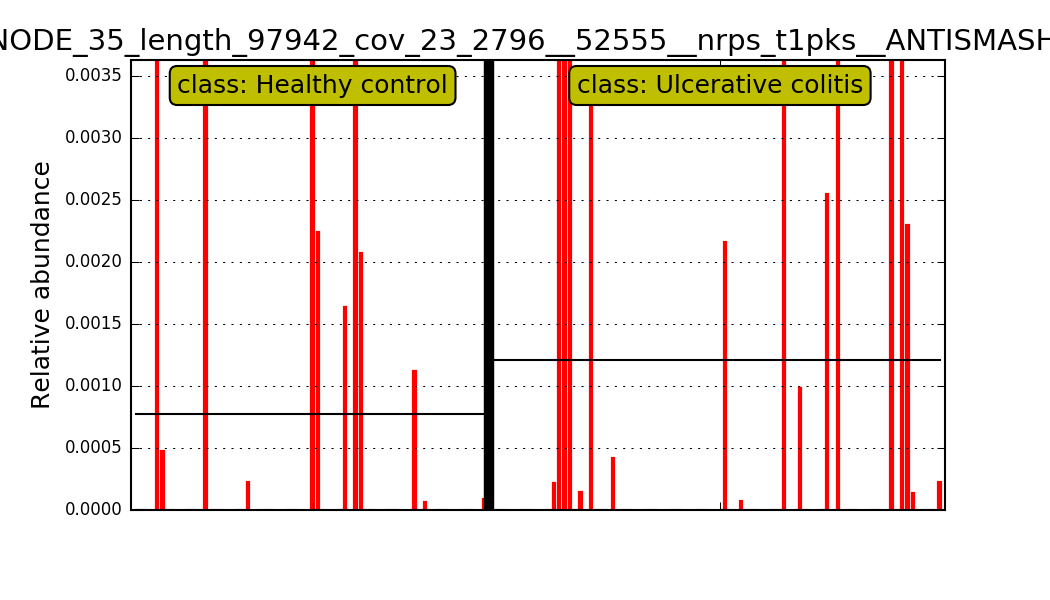 NODE_35_length_97942_cov_23_2796__52555__nrps_t1pks__ANTISMASH
class: Healthy control
class: Ulcerative colitis
Relative abundance
0.0035
0.0030
0.0025
0.0020
0.0015
0.0010
0.0005
0.0000